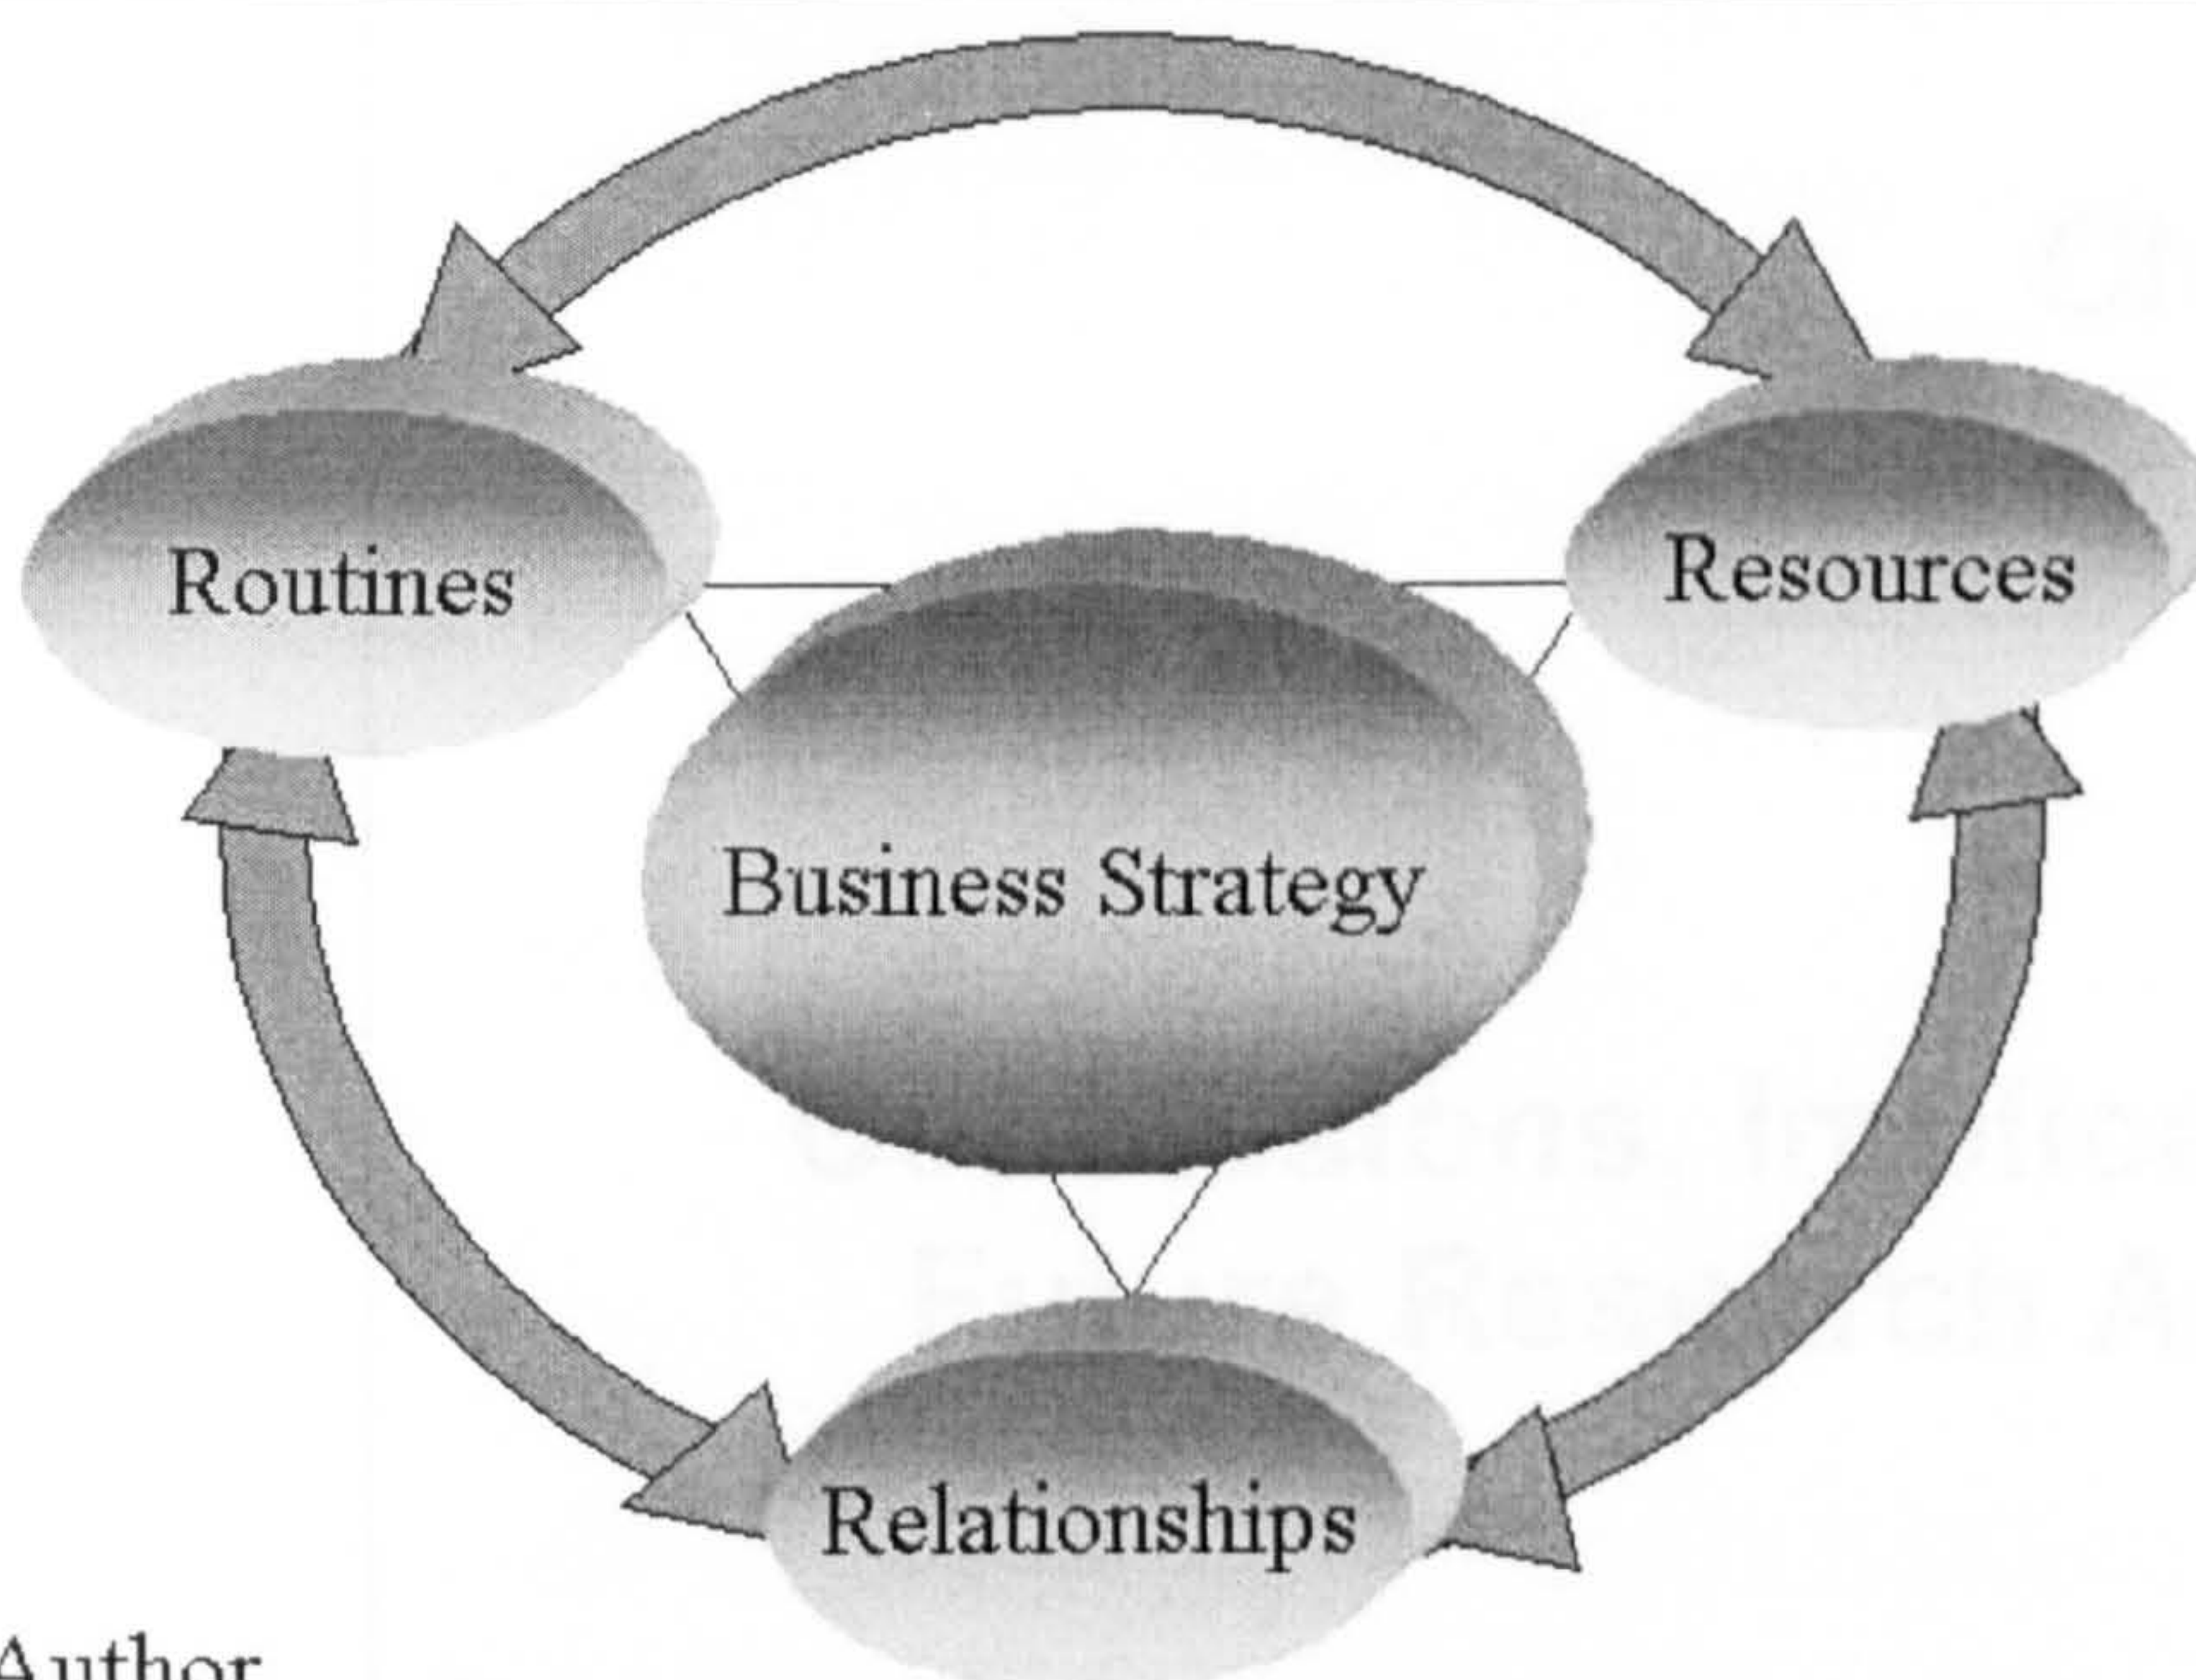 Routines
Resources
Business Strategy
Relationships
Author